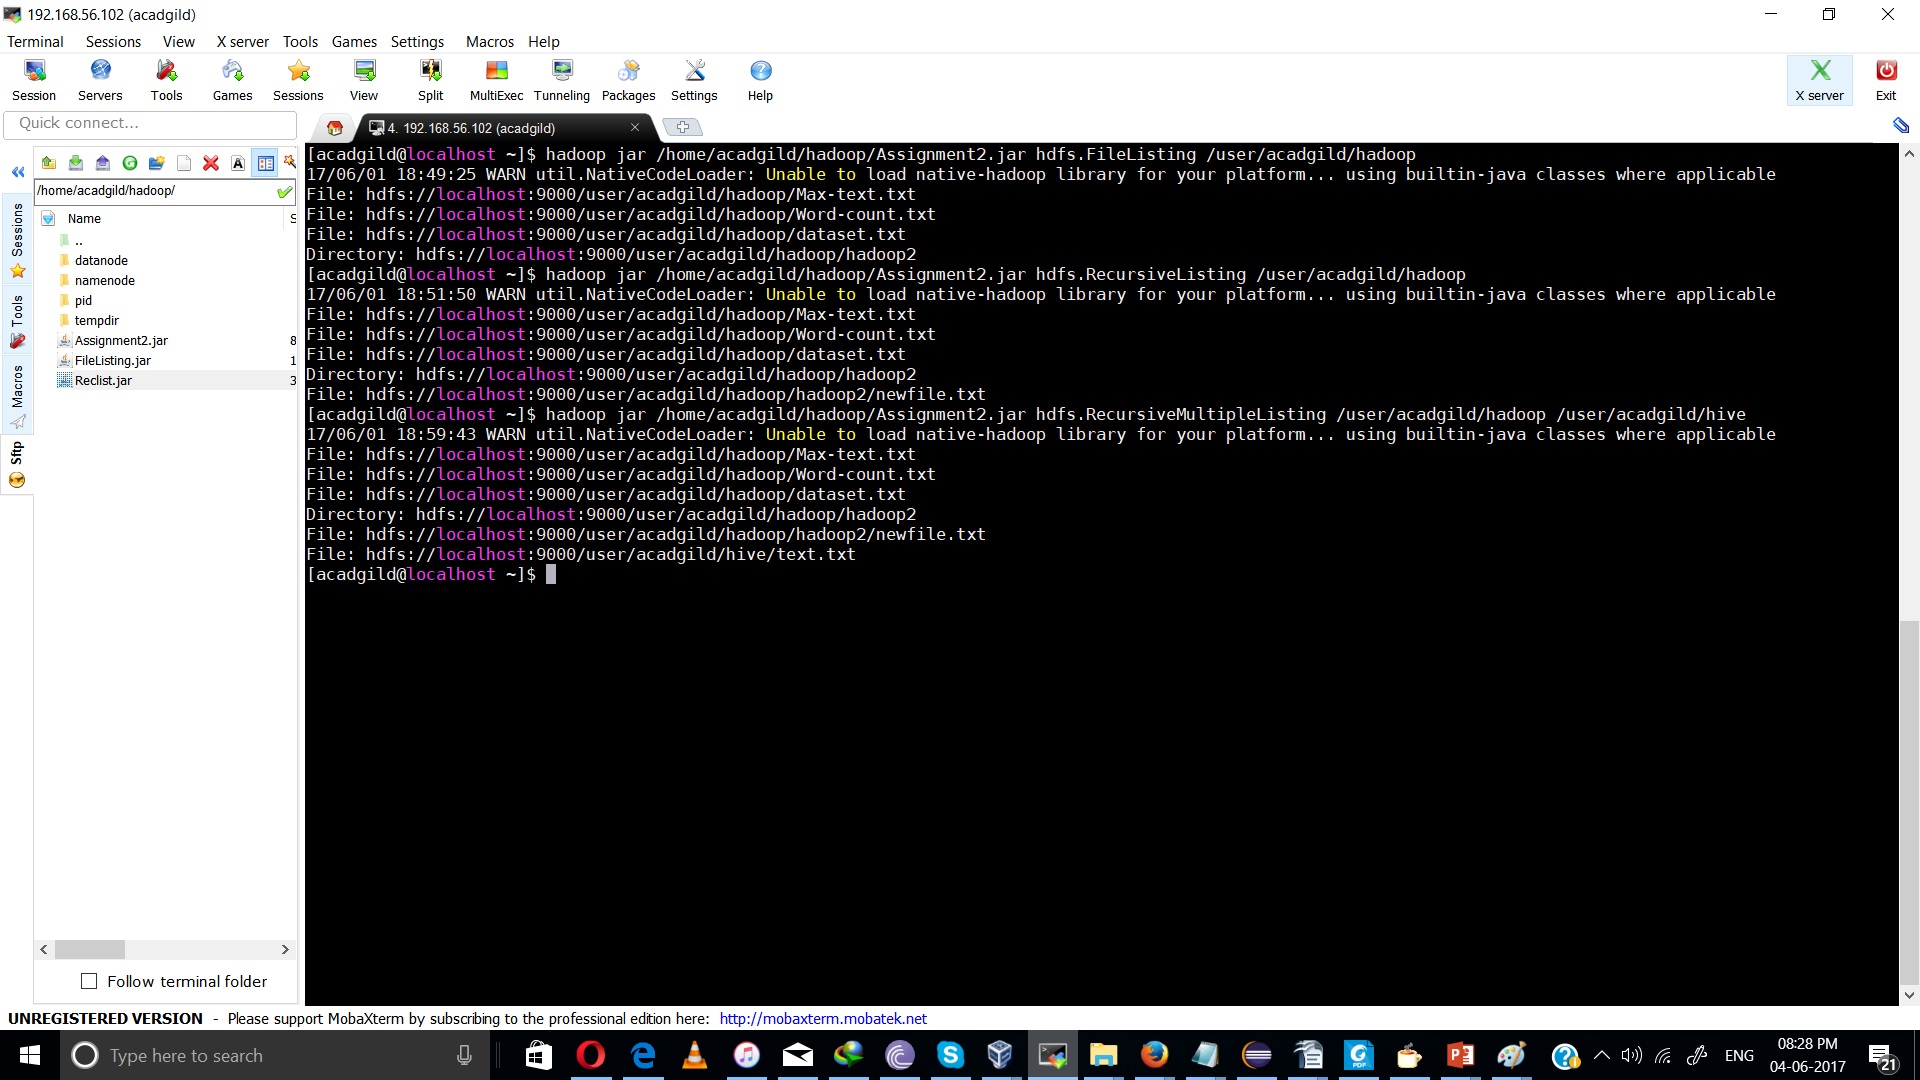 192.168.56.102 (acadgild)
Terminal Sessions View X server Tools Games Settings Macros Help
Session Servers Tools Games Sessions View Split MultiExec Tunneling Packages Settings Help X server Exit
Quick connect...
4. 192.168.56.102 (acadgild)
/home/acadgild/hadoop/
Name S
..
datanode
namenode
pid
tempdir
Assignment2.jar 8
FileListing.jar 1
Reclist.jar 3
Sessions
Tools
Macros
Sftp
[acadgild@localhost ~]$ hadoop jar /home/acadgild/hadoop/Assignment2.jar hdfs.FileListing /user/acadgild/hadoop
17/06/01 18:49:25 WARN util.NativeCodeLoader: Unable to load native-hadoop library for your platform... using builtin-java classes where applicable
File: hdfs://localhost:9000/user/acadgild/hadoop/Max-text.txt
File: hdfs://localhost:9000/user/acadgild/hadoop/Word-count.txt
File: hdfs://localhost:9000/user/acadgild/hadoop/dataset.txt
Directory: hdfs://localhost:9000/user/acadgild/hadoop/hadoop2
[acadgild@localhost ~]$ hadoop jar /home/acadgild/hadoop/Assignment2.jar hdfs.RecursiveListing /user/acadgild/hadoop
17/06/01 18:51:50 WARN util.NativeCodeLoader: Unable to load native-hadoop library for your platform... using builtin-java classes where applicable
File: hdfs://localhost:9000/user/acadgild/hadoop/Max-text.txt
File: hdfs://localhost:9000/user/acadgild/hadoop/Word-count.txt
File: hdfs://localhost:9000/user/acadgild/hadoop/dataset.txt
Directory: hdfs://localhost:9000/user/acadgild/hadoop/hadoop2
File: hdfs://localhost:9000/user/acadgild/hadoop/hadoop2/newfile.txt
[acadgild@localhost ~]$ hadoop jar /home/acadgild/hadoop/Assignment2.jar hdfs.RecursiveMultipleListing /user/acadgild/hadoop /user/acadgild/hive
17/06/01 18:59:43 WARN util.NativeCodeLoader: Unable to load native-hadoop library for your platform... using builtin-java classes where applicable
File: hdfs://localhost:9000/user/acadgild/hadoop/Max-text.txt
File: hdfs://localhost:9000/user/acadgild/hadoop/Word-count.txt
File: hdfs://localhost:9000/user/acadgild/hadoop/dataset.txt
Directory: hdfs://localhost:9000/user/acadgild/hadoop/hadoop2
File: hdfs://localhost:9000/user/acadgild/hadoop/hadoop2/newfile.txt
File: hdfs://localhost:9000/user/acadgild/hive/text.txt
[acadgild@localhost ~]$
Follow terminal folder
UNREGISTERED VERSION - Please support MobaXterm by subscribing to the professional edition here: http://mobaxterm.mobatek.net
Type here to search
ENG
08:28 PM
04-06-2017
21